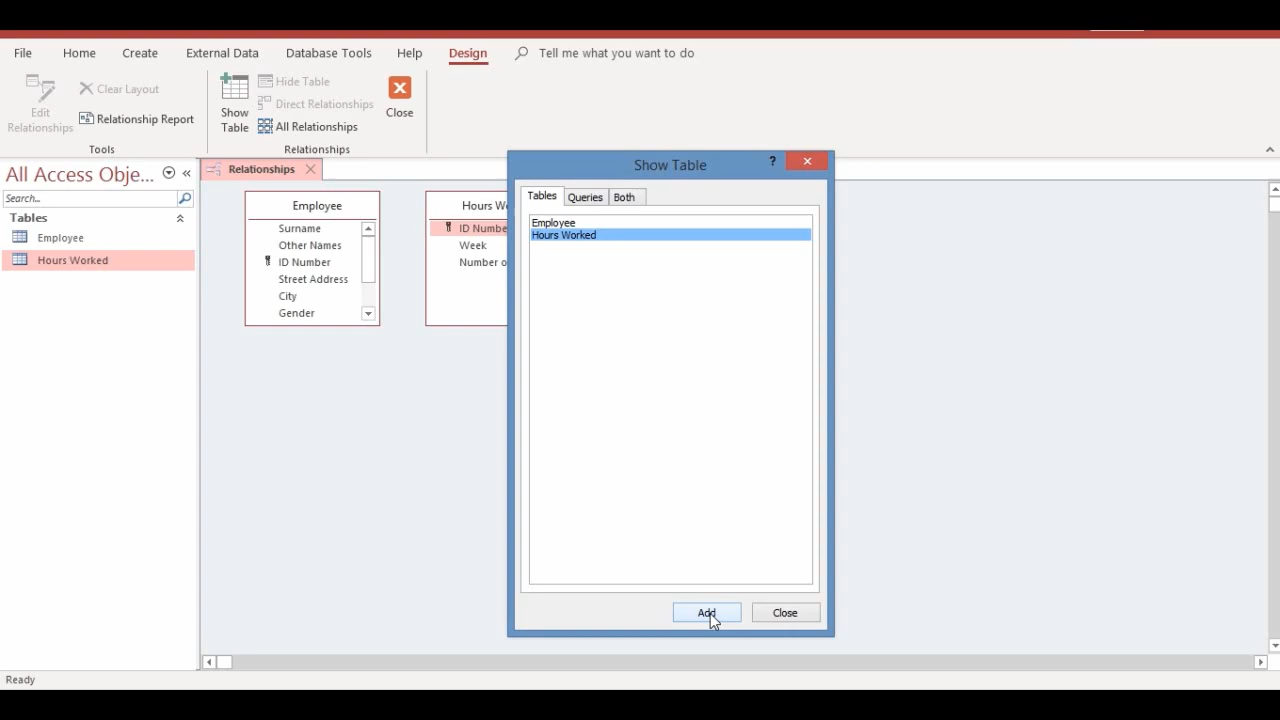 File Home Create External Data Database Tools Help Design Tell me what you want to do
Edit Relationships
Clear Layout
Relationship Report
Tools
Show Table
Hide Table
Direct Relationships
All Relationships
Close
Relationships
All Access Obje...
Search...
Tables
Employee
Hours Worked
Relationships
Employee
Surname
Other Names
ID Number
Street Address
City
Gender
Hours
ID Numbe
Week
Number o
Show Table
?
Tables Queries Both
Employee
Hours Worked
Add Close
Ready